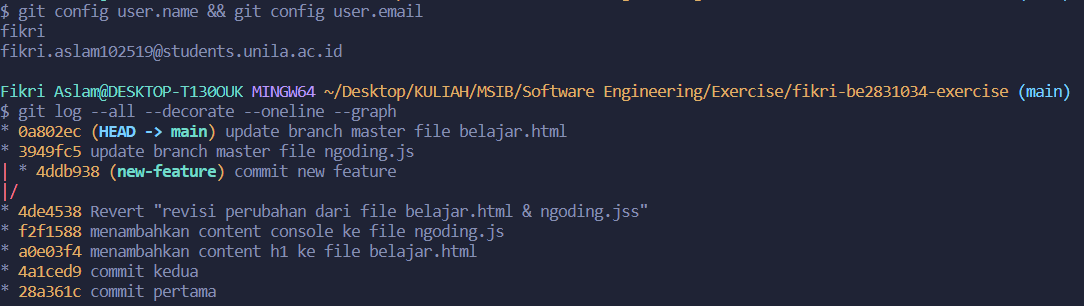 $ git config user.name && git config user.email
fikri
fikri.aslam102519@students.unila.ac.id
Fikri Aslam@DESKTOP-T130OUK MINGW64 ~/Desktop/KULIAH/MSIB/Software Engineering/Exercise/fikri-be2831034-exercise (main)
$ git log --all --decorate --oneline --graph
* 0a802ec (HEAD -> main) update branch master file belajar.html
* 3949fc5 update branch master file ngoding.js
| * 4ddb938 (new-feature) commit new feature
|/
* 4de4538 Revert "revisi perubahan dari file belajar.html & ngoding.jss"
* f2f1588 menambahkan content console ke file ngoding.js
* a0e03f4 menambahkan content h1 ke file belajar.html
* 4a1ced9 commit kedua
* 28a361c commit pertama